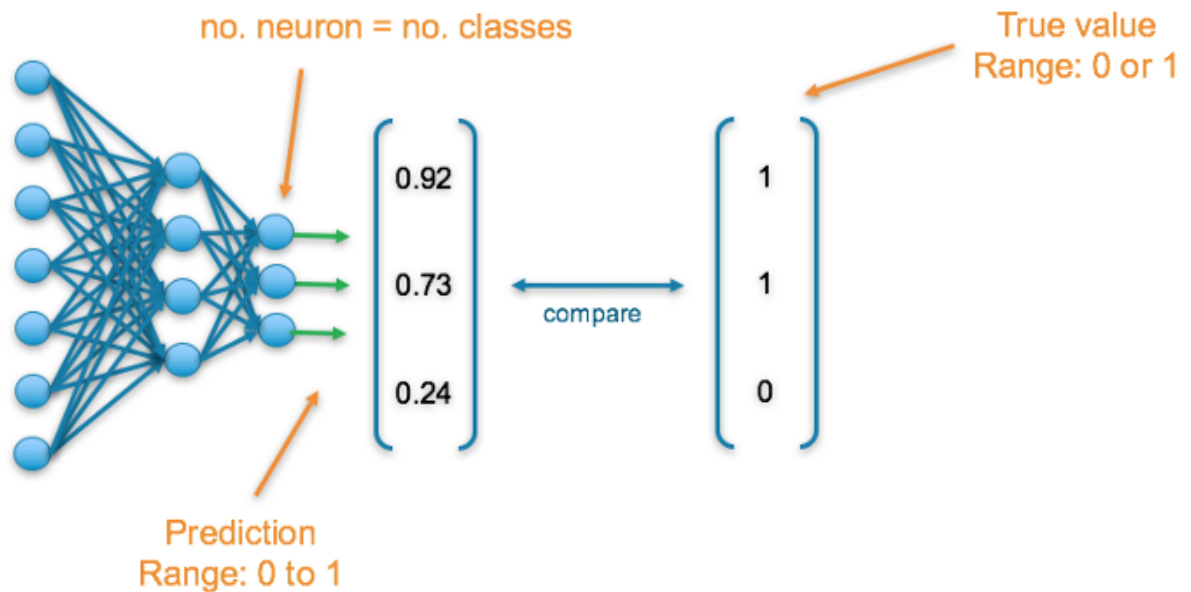 no. neuron = no. classes
True value
Range: 0 or 1
0.92
1
0.73
1
compare
0.24
0
Prediction
Range: 0 to 1